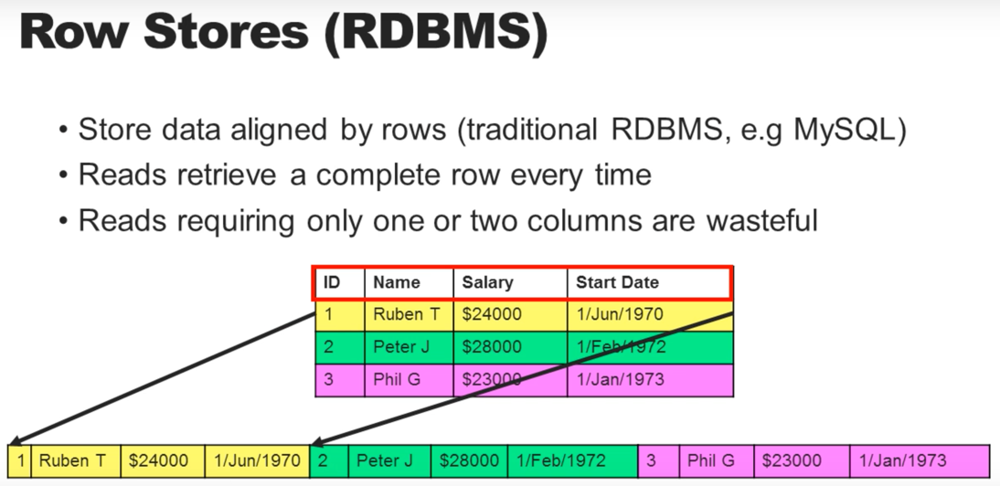 Row Stores (RDBMS)
• Store data aligned by rows (traditional RDBMS, e.g MySQL)
• Reads retrieve a complete row every time
• Reads requiring only one or two columns are wasteful
ID Name Salary Start Date
1 Ruben T $24000 1/Jun/1970
2 Peter J $28000 1/Feb/1972
3 Phil G $23000 1/Jan/1973
1 Ruben T $24000 1/Jun/1970 2 Peter J $28000 1/Feb/1972 3 Phil G $23000 1/Jan/1973